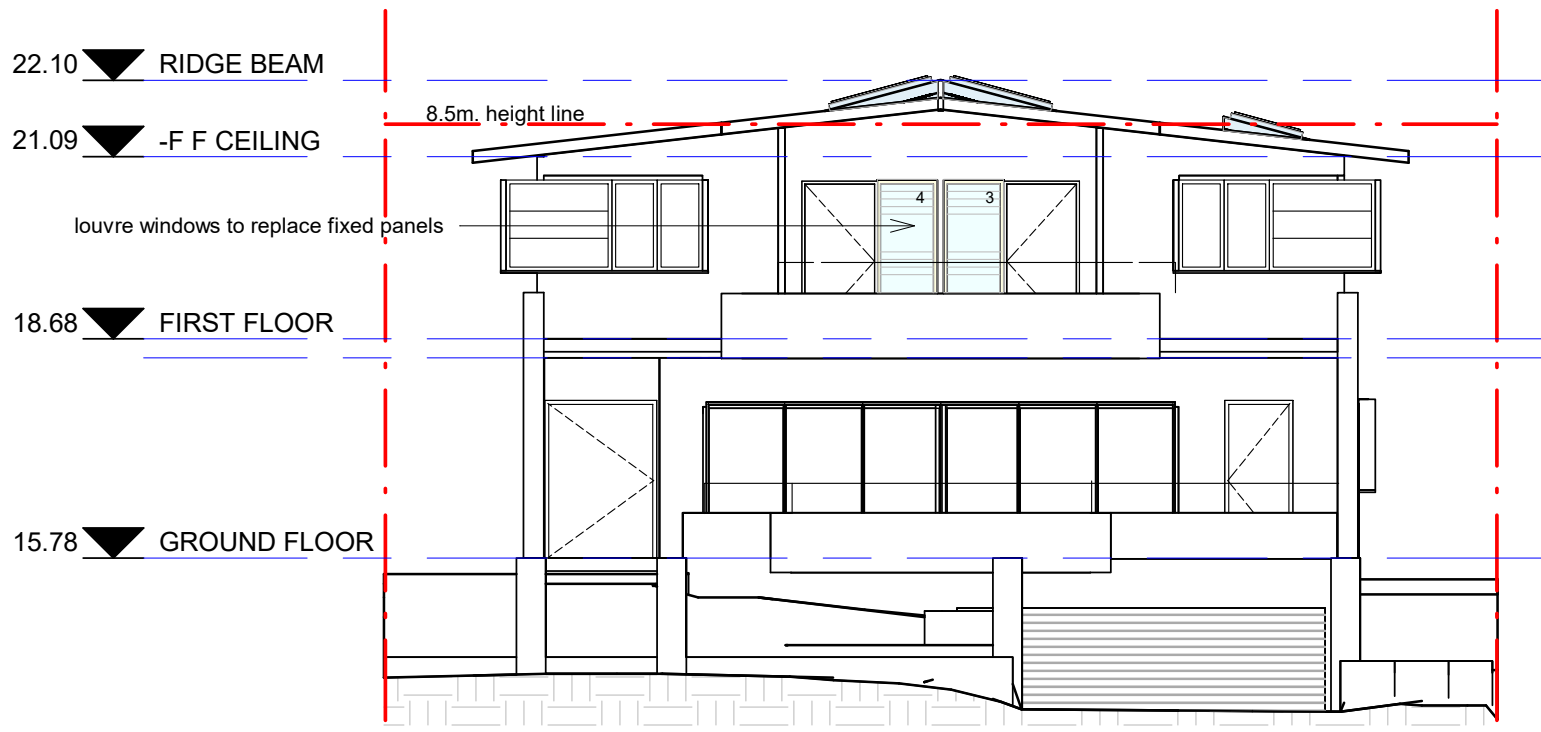 22.10 RIDGE BEAM
8.5m. height line
21.09 -F F CEILING
4 3
louvre windows to replace fixed panels
18.68 FIRST FLOOR
15.78 GROUND FLOOR